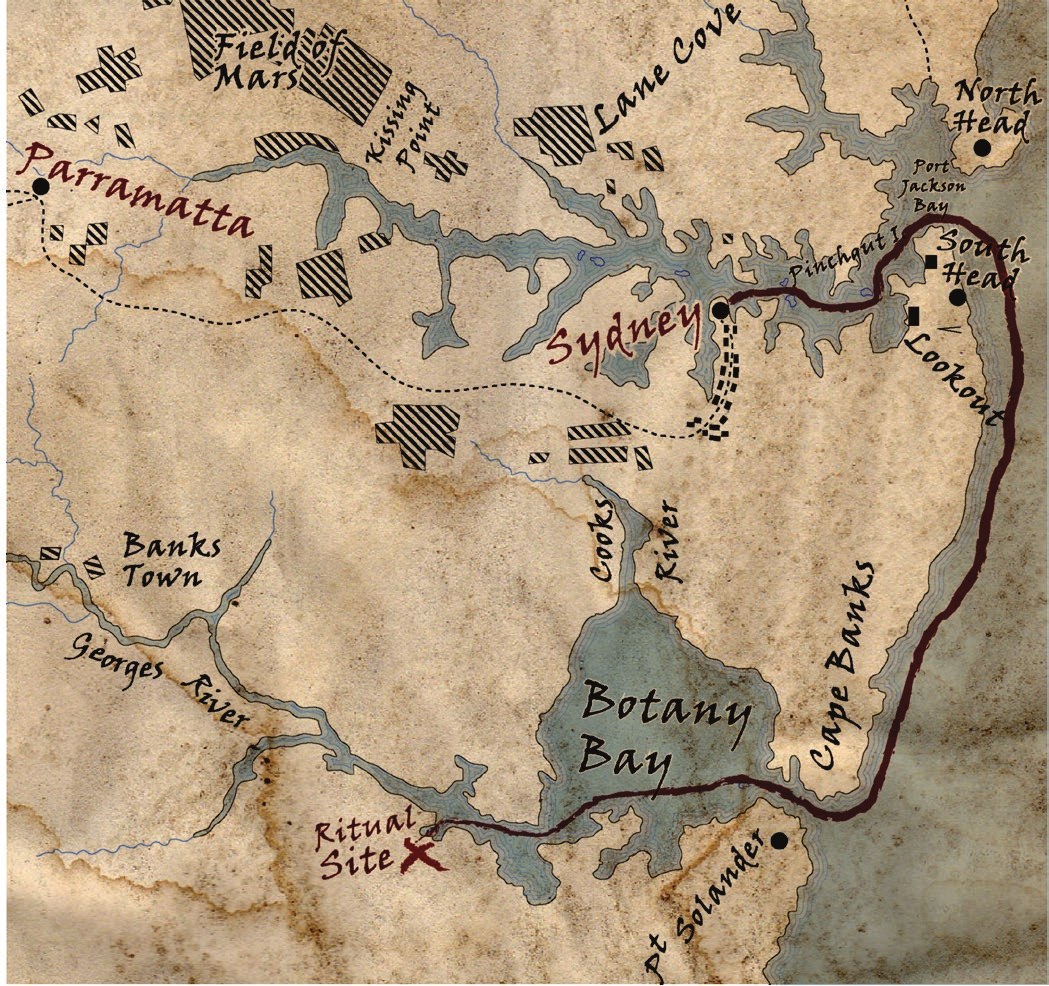 Field of
Mars
Kissing
Point
Lane Cove
North
Head
Port
Jackson
Bay
Parramatta
Pinchgut I
South
Head
Sydney
Lookout
Cooks
River
Banks
Town
Georges River
Cape Banks
Botany
Bay
Ritual
Site
Pt Solander